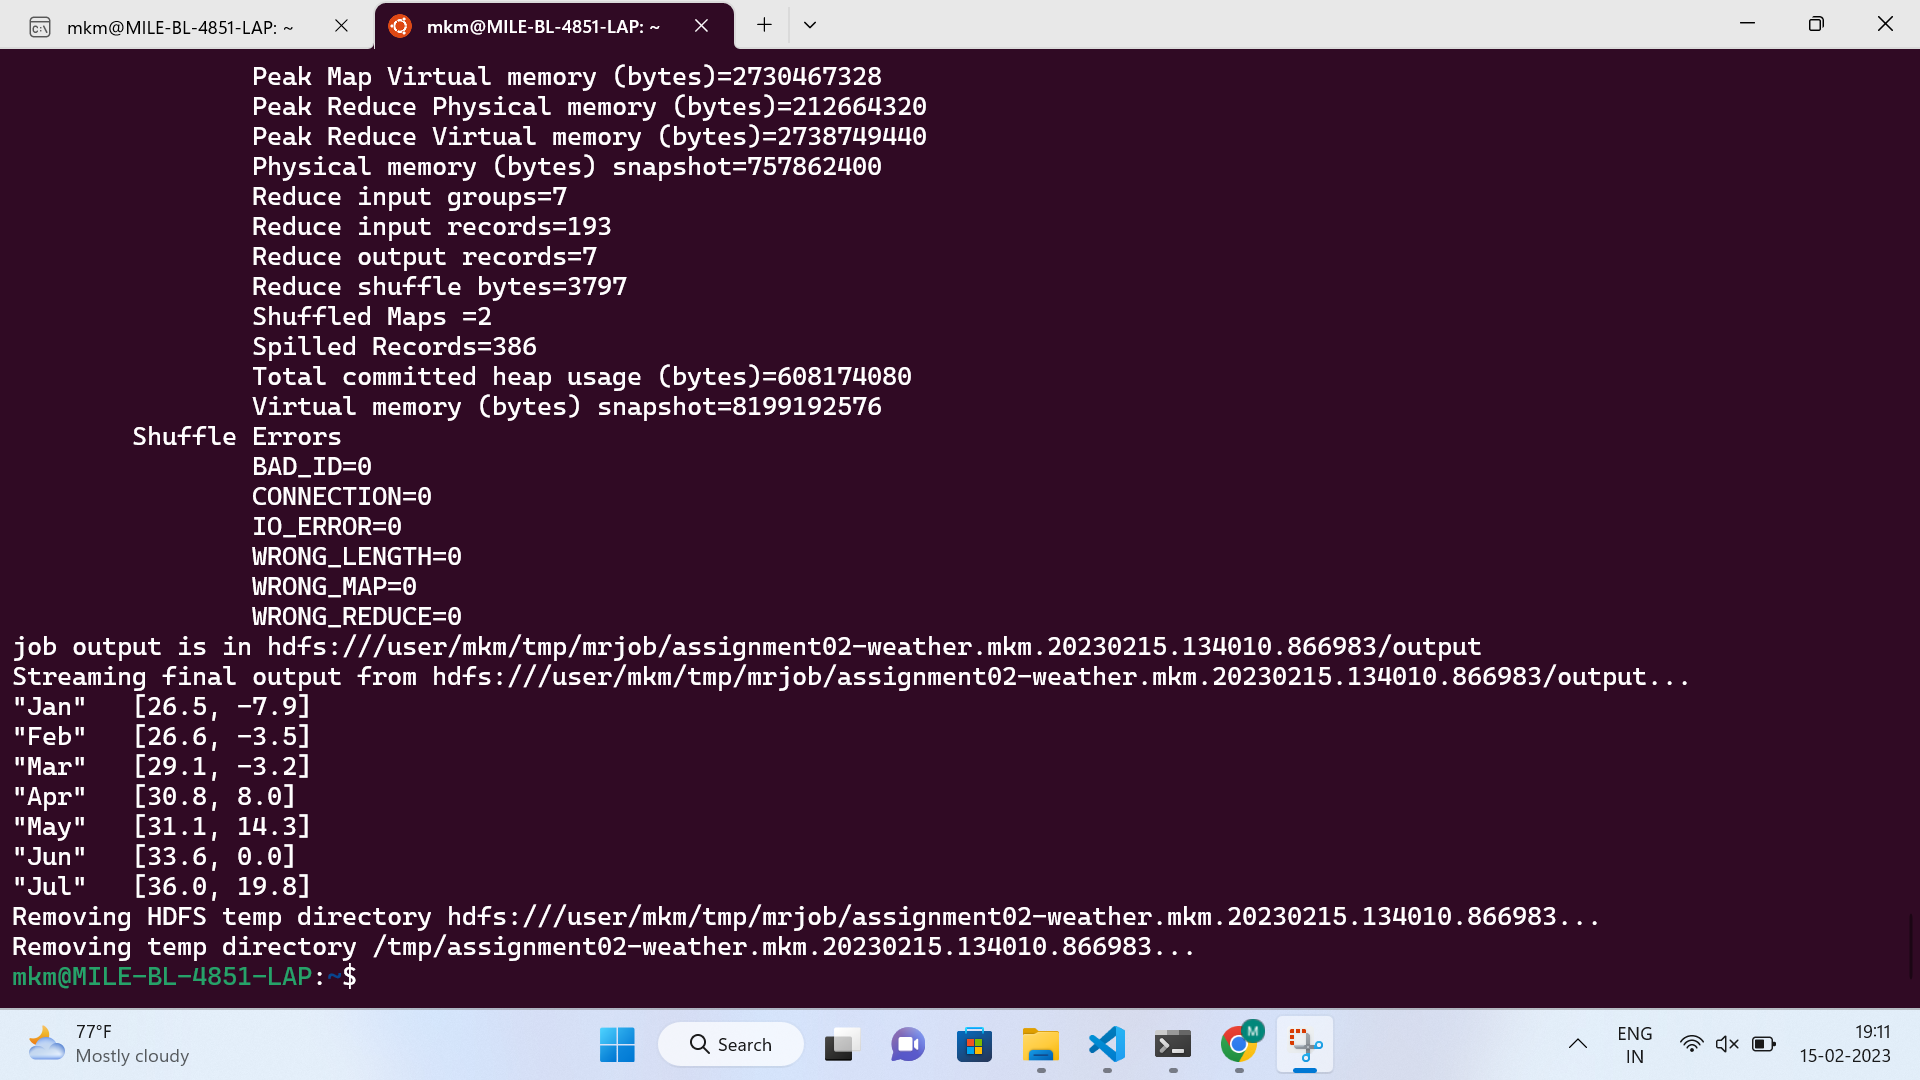 mkm@MILE-BL-4851-LAP: ~
mkm@MILE-BL-4851-LAP: ~
Peak Map Virtual memory (bytes)=2730467328
Peak Reduce Physical memory (bytes)=212664320
Peak Reduce Virtual memory (bytes)=2738749440
Physical memory (bytes) snapshot=757862400
Reduce input groups=7
Reduce input records=193
Reduce output records=7
Reduce shuffle bytes=3797
Shuffled Maps =2
Spilled Records=386
Total committed heap usage (bytes)=608174080
Virtual memory (bytes) snapshot=8199192576
Shuffle Errors
BAD_ID=0
CONNECTION=0
IO_ERROR=0
WRONG_LENGTH=0
WRONG_MAP=0
WRONG_REDUCE=0
job output is in hdfs:///user/mkm/tmp/mrjob/assignment02-weather.mkm.20230215.134010.866983/output
Streaming final output from hdfs:///user/mkm/tmp/mrjob/assignment02-weather.mkm.20230215.134010.866983/output...
"Jan"   [26.5, -7.9]
"Feb"   [26.6, -3.5]
"Mar"   [29.1, -3.2]
"Apr"   [30.8, 8.0]
"May"   [31.1, 14.3]
"Jun"   [33.6, 0.0]
"Jul"   [36.0, 19.8]
Removing HDFS temp directory hdfs:///user/mkm/tmp/mrjob/assignment02-weather.mkm.20230215.134010.866983...
Removing temp directory /tmp/assignment02-weather.mkm.20230215.134010.866983...
mkm@MILE-BL-4851-LAP:~$
77°F
Mostly cloudy
Search
M
ENG
IN
19:11
15-02-2023